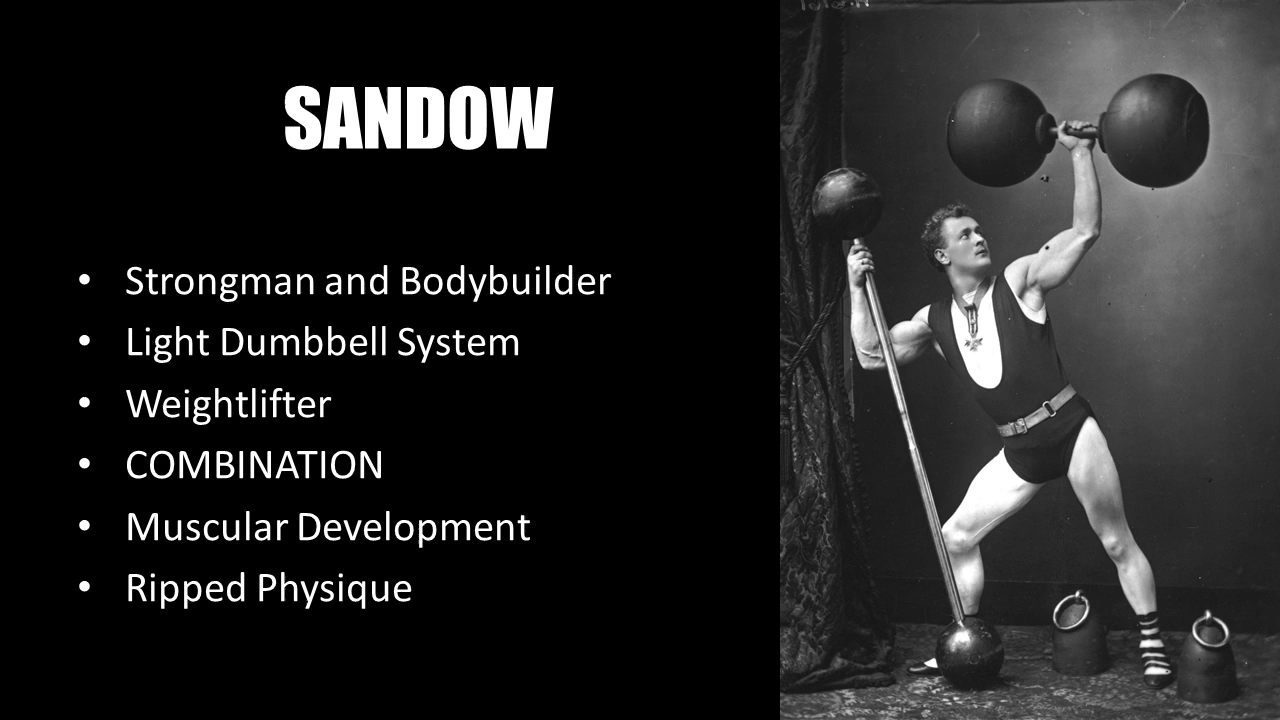 SANDOW
• Strongman and Bodybuilder
• Light Dumbbell System
• Weightlifter
• COMBINATION
• Muscular Development
• Ripped Physique